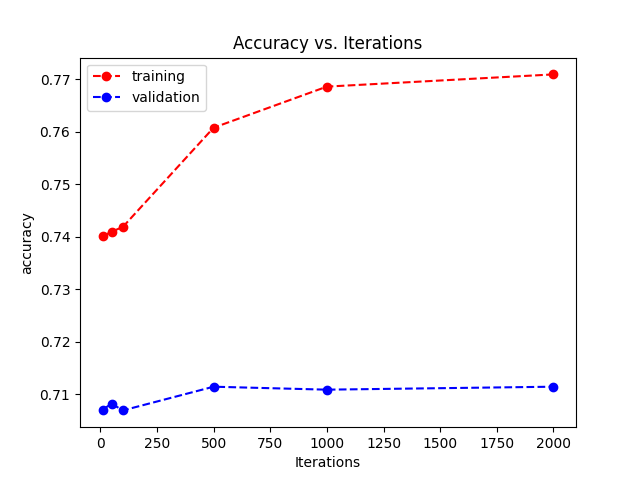 Accuracy vs. Iterations
training
validation
accuracy
0.77
0.76
0.75
0.74
0.73
0.72
0.71
0 250 500 750 1000 1250 1500 1750 2000
Iterations